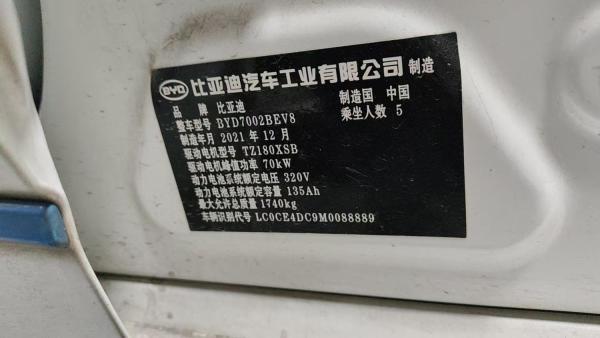 BYD 比亚迪汽车工业有限公司 制造
品 牌 比亚迪 制造国 中国
整车型号 BYD7002BEV8 乘坐人数 5
制造年月 2021 年 12 月
驱动电机型号 TZ180XSB
驱动电机峰值功率 70kW
动力电池系统额定电压 320V
动力电池系统额定容量 135Ah
最大允许总质量 1740kg
车辆识别代号 LC0CE4DC9M0088889